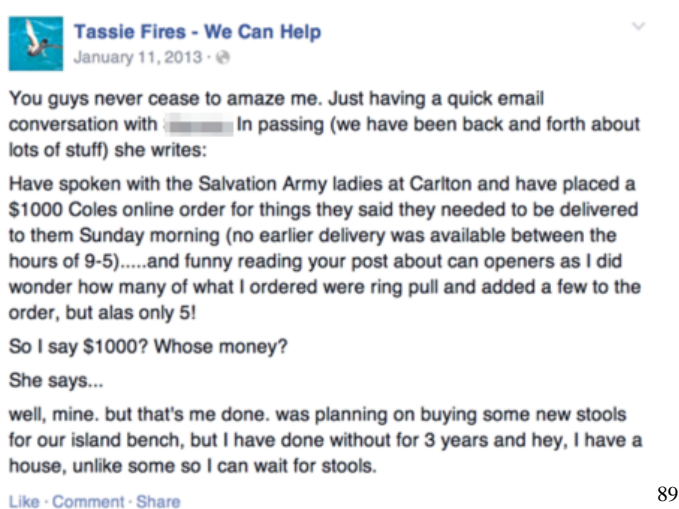 Tassie Fires - We Can Help
January 11, 2013 ·
You guys never cease to amaze me. Just having a quick email
conversation with In passing (we have been back and forth about
lots of stuff) she writes:
Have spoken with the Salvation Army ladies at Carlton and have placed a
$1000 Coles online order for things they said they needed to be delivered
to them Sunday morning (no earlier delivery was available between the
hours of 9-5).....and funny reading your post about can openers as I did
wonder how many of what I ordered were ring pull and added a few to the
order, but alas only 5!
So I say $1000? Whose money?
She says...
well, mine. but that's me done. was planning on buying some new stools
for our island bench, but I have done without for 3 years and hey, I have a
house, unlike some so I can wait for stools.
Like · Comment · Share
89